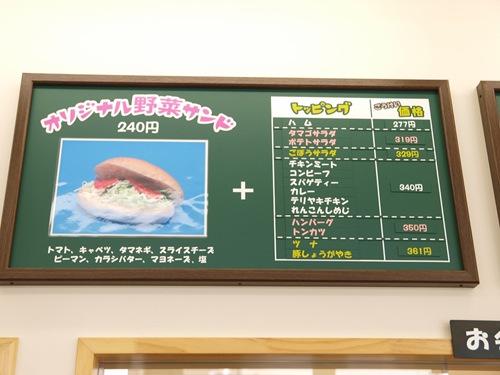 オリジナル野菜サンド
240円
トマト、キャベツ、タマネギ、スライスチーズ
ピーマン、カラシバター、マヨネーズ、塩
+
トッピング ごうけい 価格
ハム 277円
タマゴサラダ
ポテトサラダ 319円
ごぼうサラダ 329円
チキンミート
コンビーフ
スパゲティー
カレー 340円
テリヤキチキン
れんこんしめじ
ハンバーグ
トンカツ 350円
ツナ
豚しょうがやき 361円
お